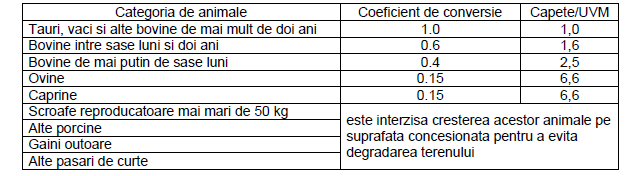 Categoria de animale Coeficient de conversie Capete/UVM
Tauri, vaci si alte bovine de mai mult de doi ani 1.0 1,0
Bovine intre sase luni si doi ani 0.6 1,6
Bovine de mai putin de sase luni 0.4 2,5
Ovine 0.15 6,6
Caprine 0.15 6,6
Scroafe reproducatoare mai mari de 50 kg
Alte porcine
Gaini outoare
Alte pasari de curte
este interzisa cresterea acestor animale pe
suprafata concesionata pentru a evita
degradarea terenului